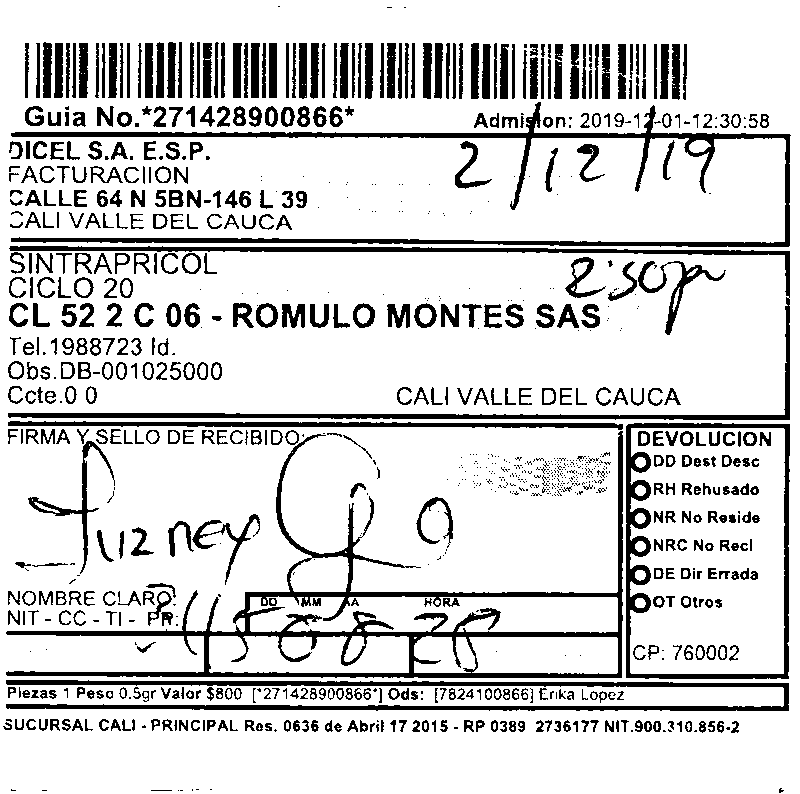 Guia No.*271428900866*
Admision: 2019-12-01-12:30:58
DICEL S.A. E.S.P.
FACTURACIION
CALLE 64 N 5BN-146 L 39
CALI VALLE DEL CAUCA
2/12/19
SINTRAPRICOL
CICLO 20
CL 52 2 C 06 - ROMULO MONTES SAS
Tel.1988723 Id.
Obs.DB-001025000
Ccte.0 0
CALI VALLE DEL CAUCA
FIRMA Y SELLO DE RECIBIDO:
NOMBRE CLARO:
NIT - CC - TI - PR:
DD MM AA HORA
DEVOLUCION
DD Dest Desc
RH Rehusado
NR No Reside
NRC No Recl
DE Dir Errada
OT Otros
CP: 760002
Piezas 1 Peso 0.5gr Valor $800 [*271428900866*] Ods: [7824100866] Erika Lopez
SUCURSAL CALI - PRINCIPAL Res. 0636 de Abril 17 2015 - RP 0389 2736177 NIT.900.310.856-2